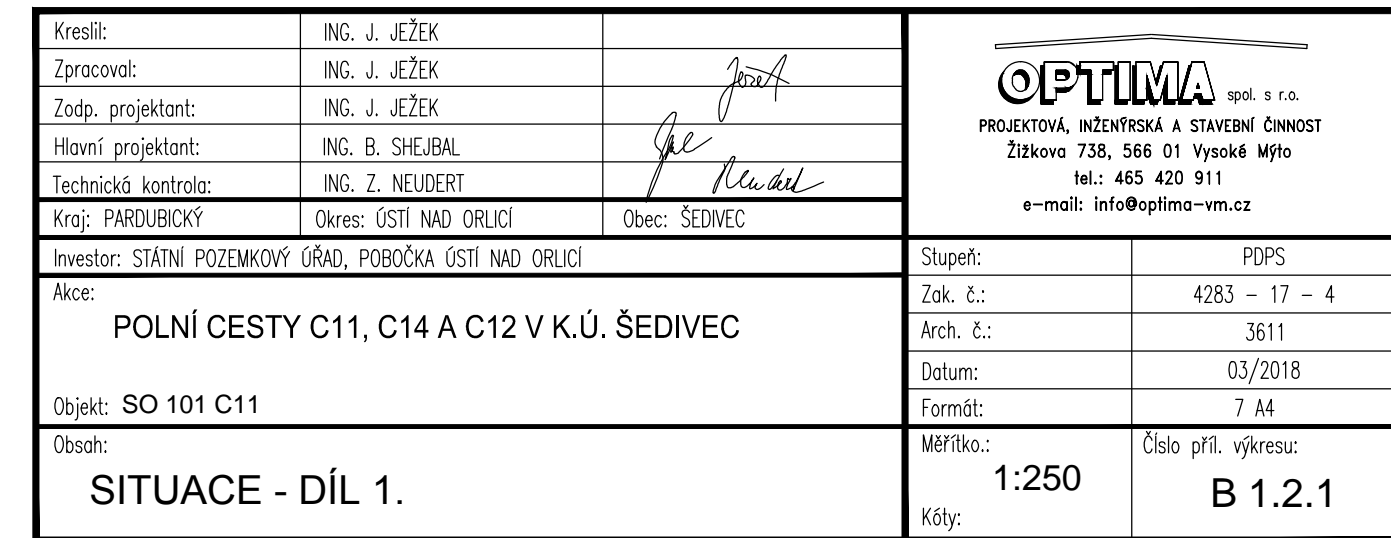 Kreslil: ING. J. JEŽEK
Zpracoval: ING. J. JEŽEK
Zodp. projektant: ING. J. JEŽEK
Hlavní projektant: ING. B. SHEJBAL
Technická kontrola: ING. Z. NEUDERT Neudert
Kraj: PARDUBICKÝ Okres: ÚSTÍ NAD ORLICÍ Obec: ŠEDIVEC
OPTIMA spol. s r.o.
PROJEKTOVÁ, INŽENÝRSKÁ A STAVEBNÍ ČINNOST
Žižkova 738, 566 01 Vysoké Mýto
tel.: 465 420 911
e-mail: info@optima-vm.cz
Investor: STÁTNÍ POZEMKOVÝ ÚŘAD, POBOČKA ÚSTÍ NAD ORLICÍ
Akce:
POLNÍ CESTY C11, C14 A C12 V K.Ú. ŠEDIVEC
Objekt: SO 101 C11
Stupeň: PDPS
Zak. č.: 4283 - 17 - 4
Arch. č.: 3611
Datum: 03/2018
Formát: 7 A4
Obsah:
SITUACE - DÍL 1.
Měřítko.:
1:250
Kóty:
Číslo příl. výkresu:
B 1.2.1